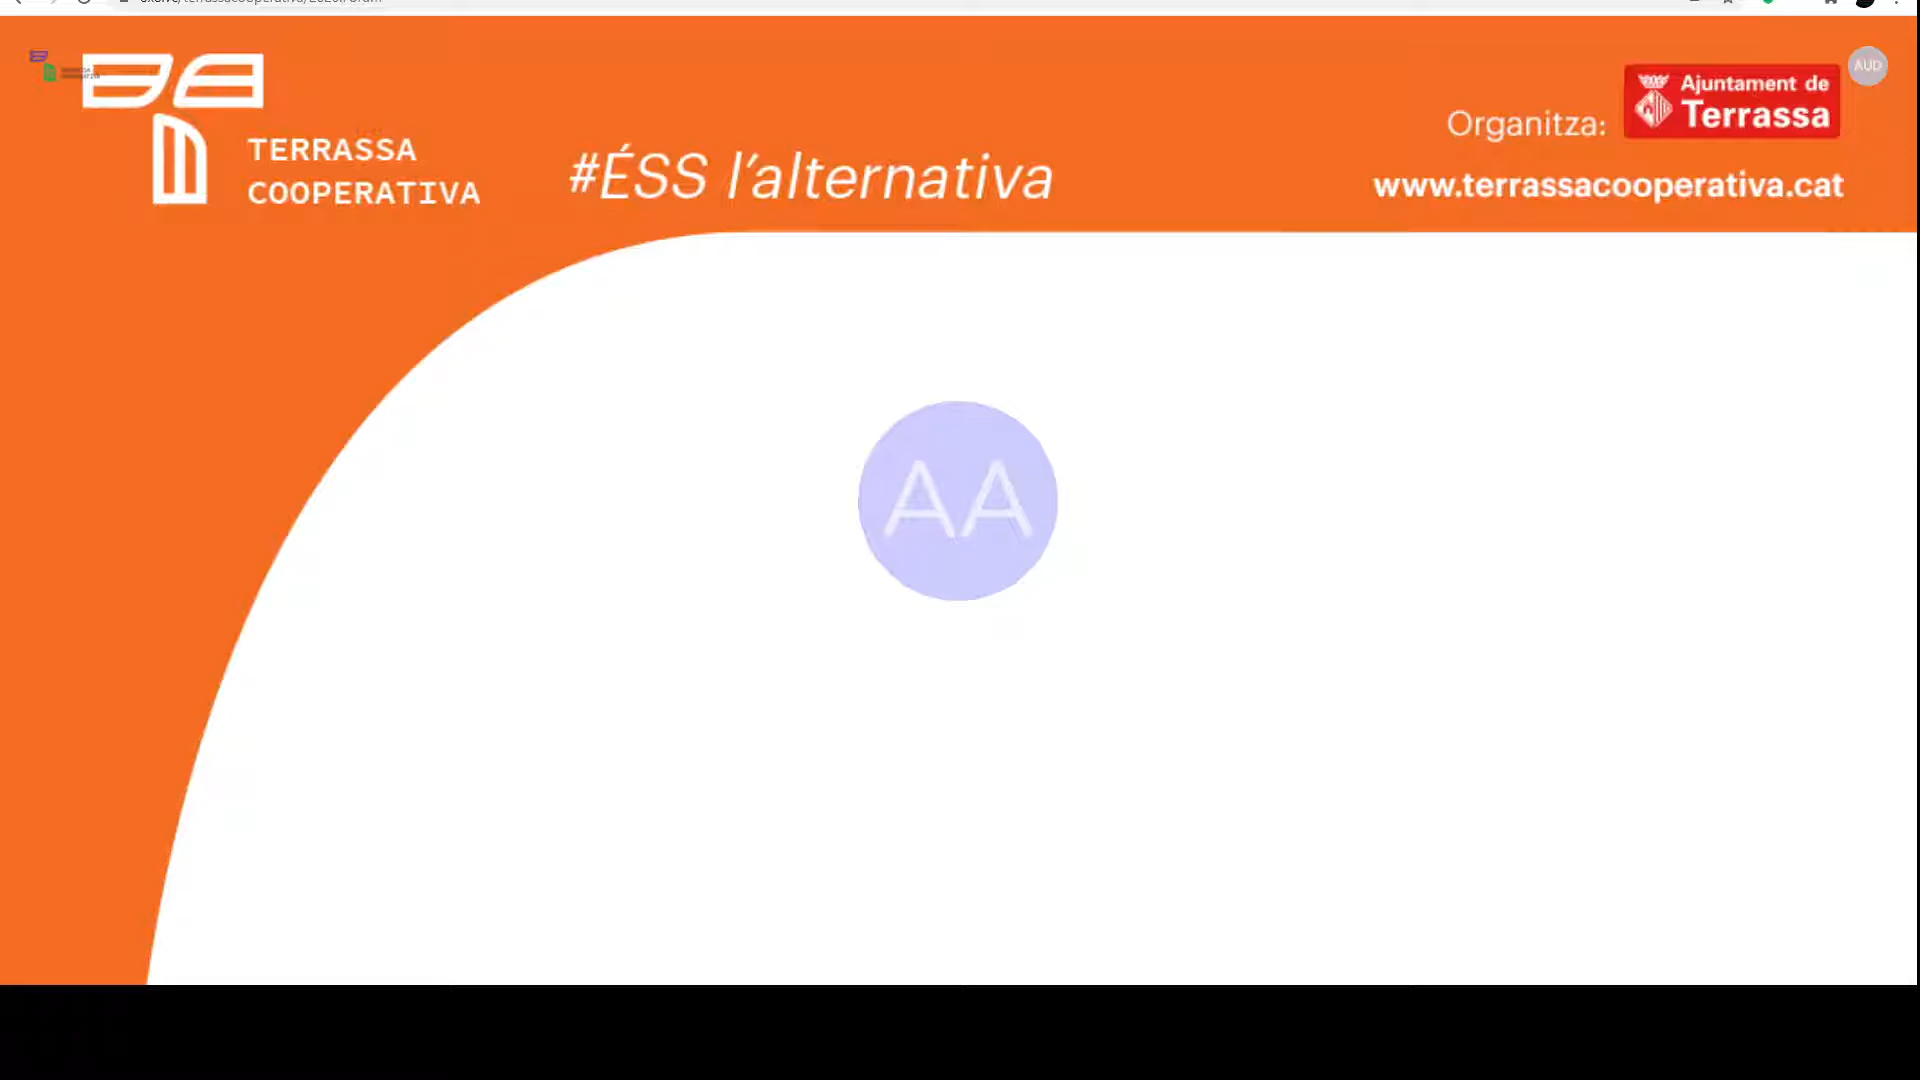 TERRASSA
COOPERATIVA
#ÉSS l'alternativa
Organitza:
Ajuntament de
Terrassa
www.terrassacooperativa.cat
AUD
AA